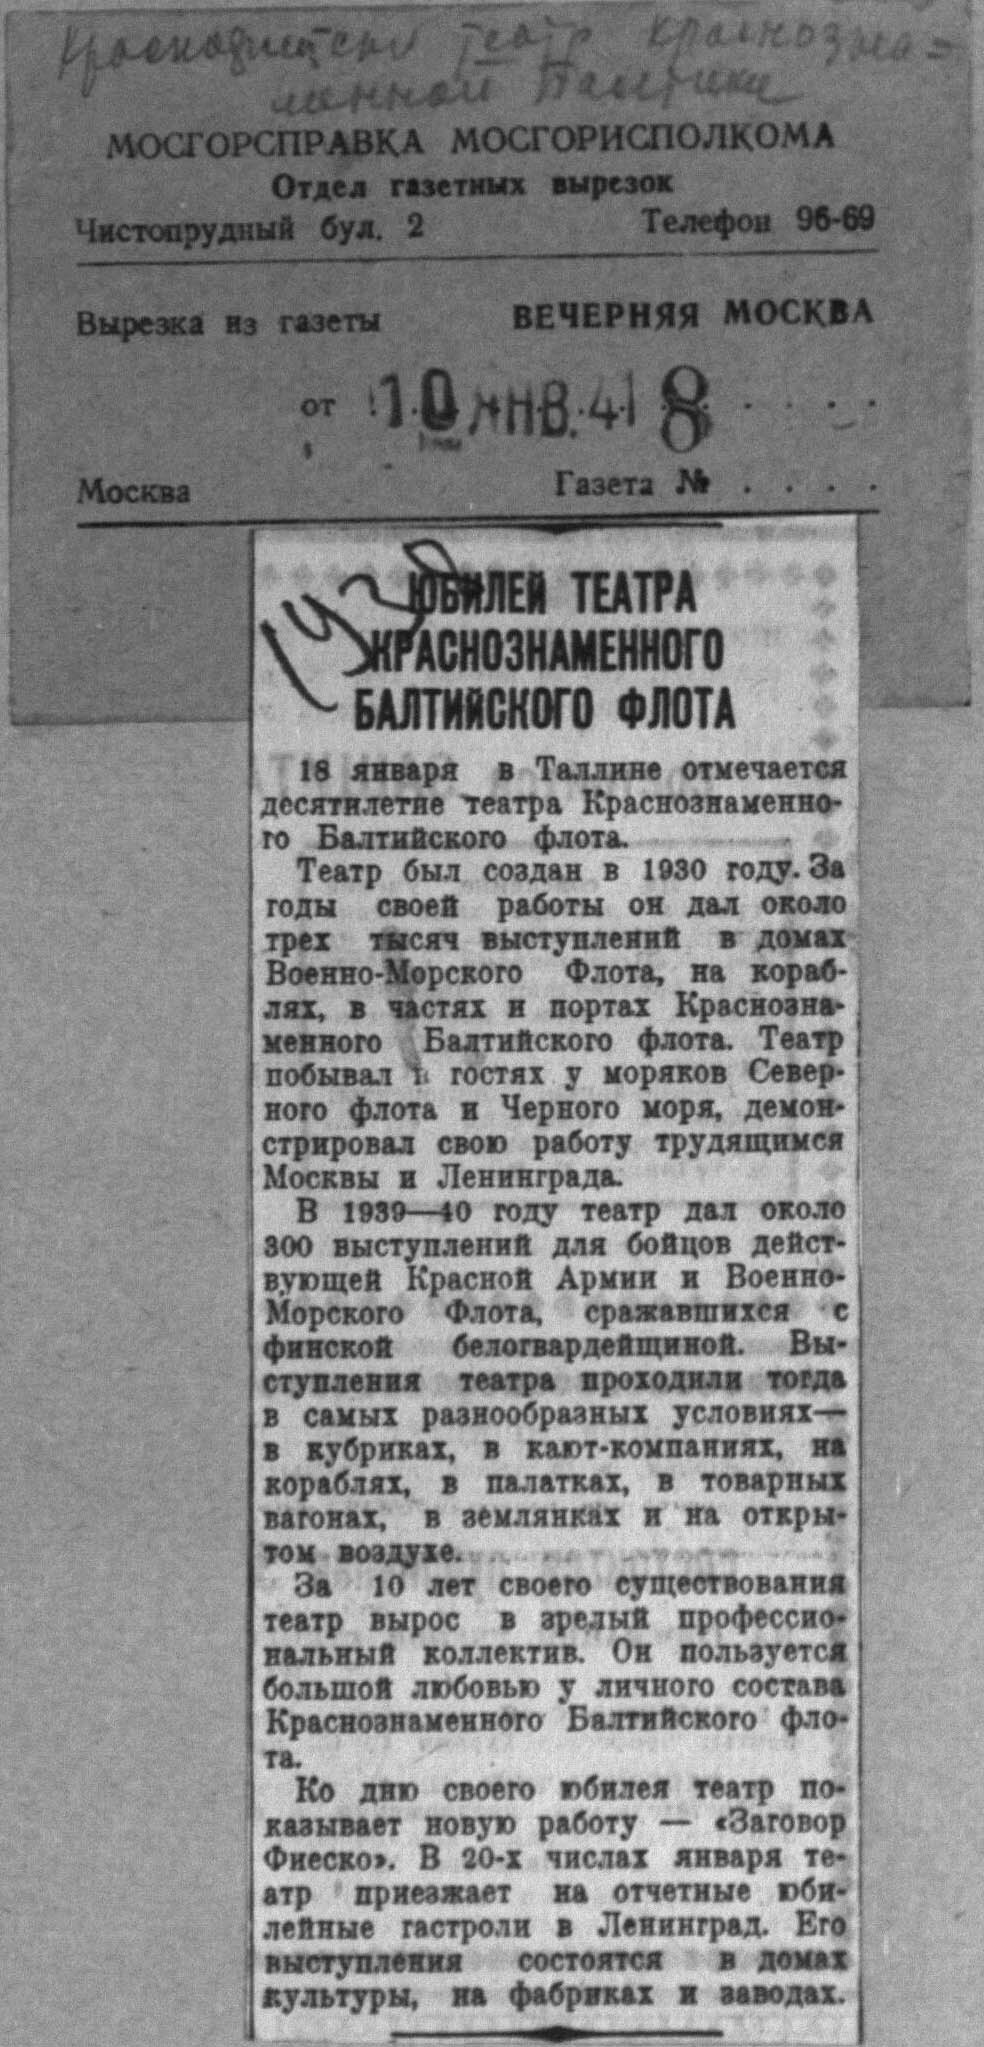 театр краснозна=
менной Балтики
МОСГОРСПРАВКА МОСГОРИСПОЛКОМА
Отдел газетных вырезок
Чистопрудный бул. 2 Телефон 96-69
Вырезка из газеты ВЕЧЕРНЯЯ МОСКВА
от 10 ЯНВ. 41 8
Москва Газета № . . . .
ЮБИЛЕЙ ТЕАТРА
КРАСНОЗНАМЕННОГО
БАЛТИЙСКОГО ФЛОТА
18 января в Таллине отмечается
десятилетие театра Краснознаменно-
го Балтийского флота.
Театр был создан в 1930 году. За
годы своей работы он дал около
трех тысяч выступлений в домах
Военно-Морского Флота, на кораб-
лях, в частях и портах Краснозна-
менного Балтийского флота. Театр
побывал в гостях у моряков Север-
ного флота и Черного моря, демон-
стрировал свою работу трудящимся
Москвы и Ленинграда.
В 1939—40 году театр дал около
300 выступлений для бойцов дейст-
вующей Красной Армии и Военно-
Морского Флота, сражавшихся с
финской белогвардейщиной. Вы-
ступления театра проходили тогда
в самых разнообразных условиях—
в кубриках, в кают-компаниях, на
кораблях, в палатках, в товарных
вагонах, в землянках и на откры-
том воздухе.
За 10 лет своего существования
театр вырос в зрелый профессио-
нальный коллектив. Он пользуется
большой любовью у личного состава
Краснознаменного Балтийского фло-
та.
Ко дню своего юбилея театр по-
казывает новую работу — «Заговор
Фиеско». В 20-х числах января те-
атр приезжает на отчетные юби-
лейные гастроли в Ленинград. Его
выступления состоятся в домах
культуры, на фабриках и заводах.